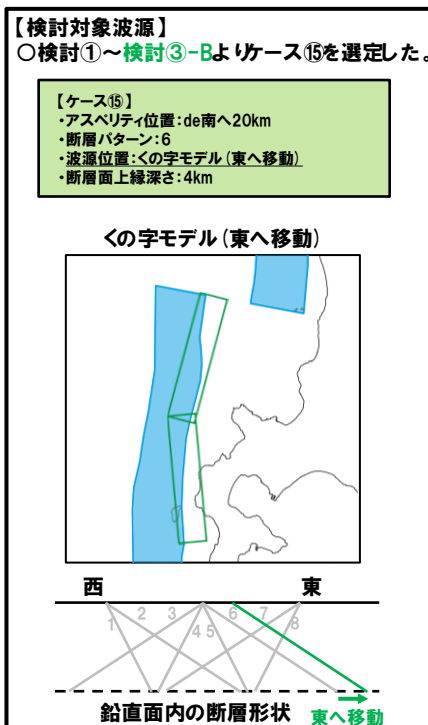 【検討対象波源】
○検討①～検討③-Bよりケース⑮を選定した。
【ケース⑮】
・アスペリティ位置：de南へ20km
・断層パターン：6
・波源位置：くの字モデル（東へ移動）
・断層面上縁深さ：4km
くの字モデル（東へ移動）
西 東
1 2 3 4 5 6 7 8
鉛直面内の断層形状 東へ移動